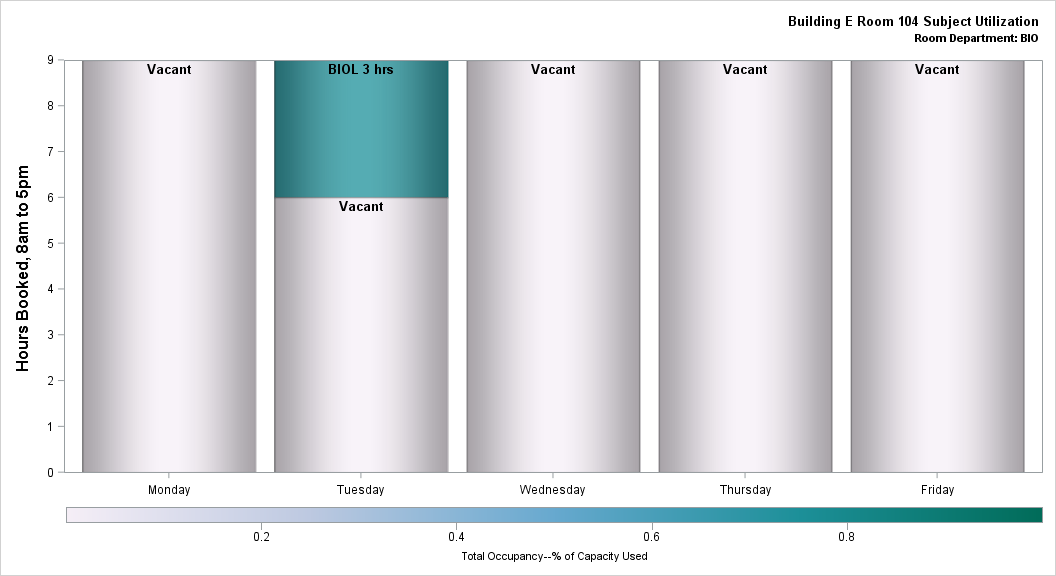 Building E Room 104 Subject Utilization
Room Department: BIO
Hours Booked, 8am to 5pm
9
8
7
6
5
4
3
2
1
0
Vacant
BIOL 3 hrs
Vacant
Vacant
Vacant
Vacant
Monday
Tuesday
Wednesday
Thursday
Friday
0.2
0.4
0.6
0.8
Total Occupancy--% of Capacity Used